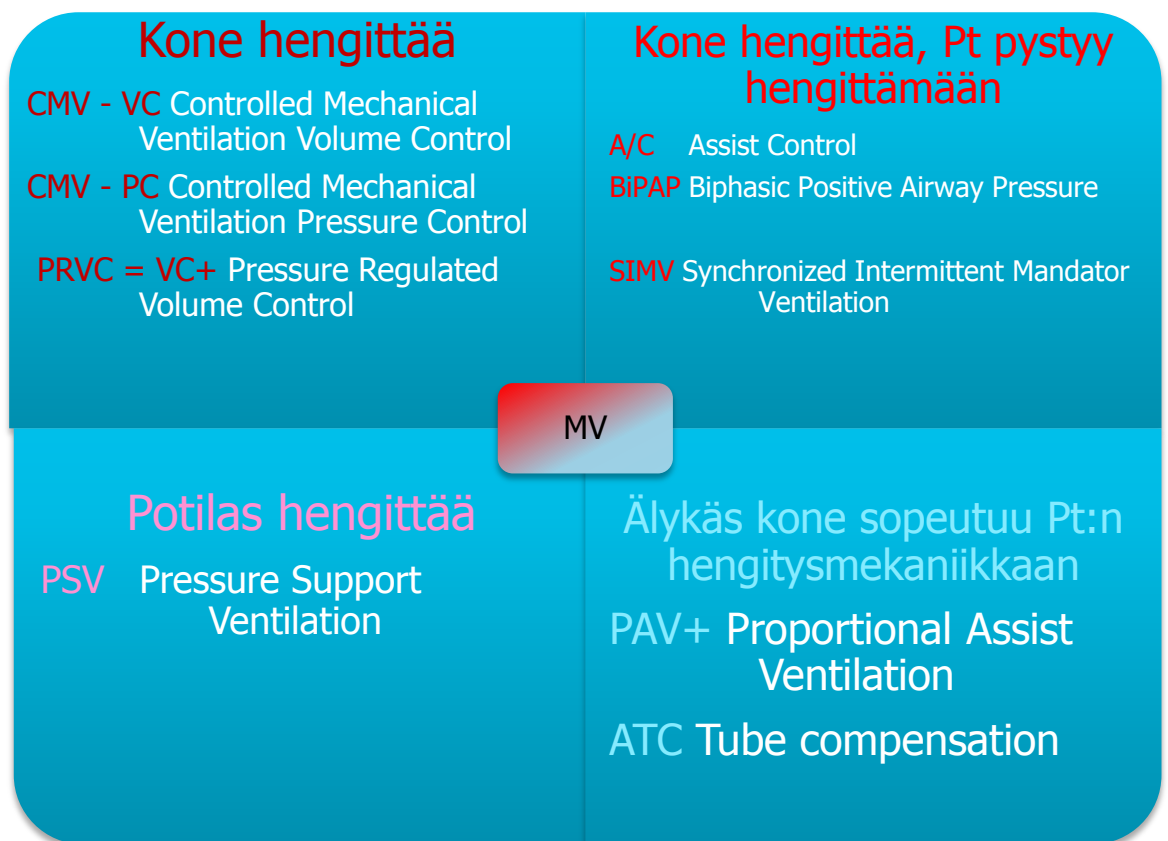 Kone hengittää
CMV - VC Controlled Mechanical
Ventilation Volume Control
CMV - PC Controlled Mechanical
Ventilation Pressure Control
PRVC = VC+ Pressure Regulated
Volume Control
Kone hengittää, Pt pystyy
hengittämään
A/C Assist Control
BiPAP Biphasic Positive Airway Pressure
SIMV Synchronized Intermittent Mandator
Ventilation
MV
Potilas hengittää
PSV Pressure Support
Ventilation
Älykäs kone sopeutuu Pt:n
hengitysmekaniikkaan
PAV+ Proportional Assist
Ventilation
ATC Tube compensation